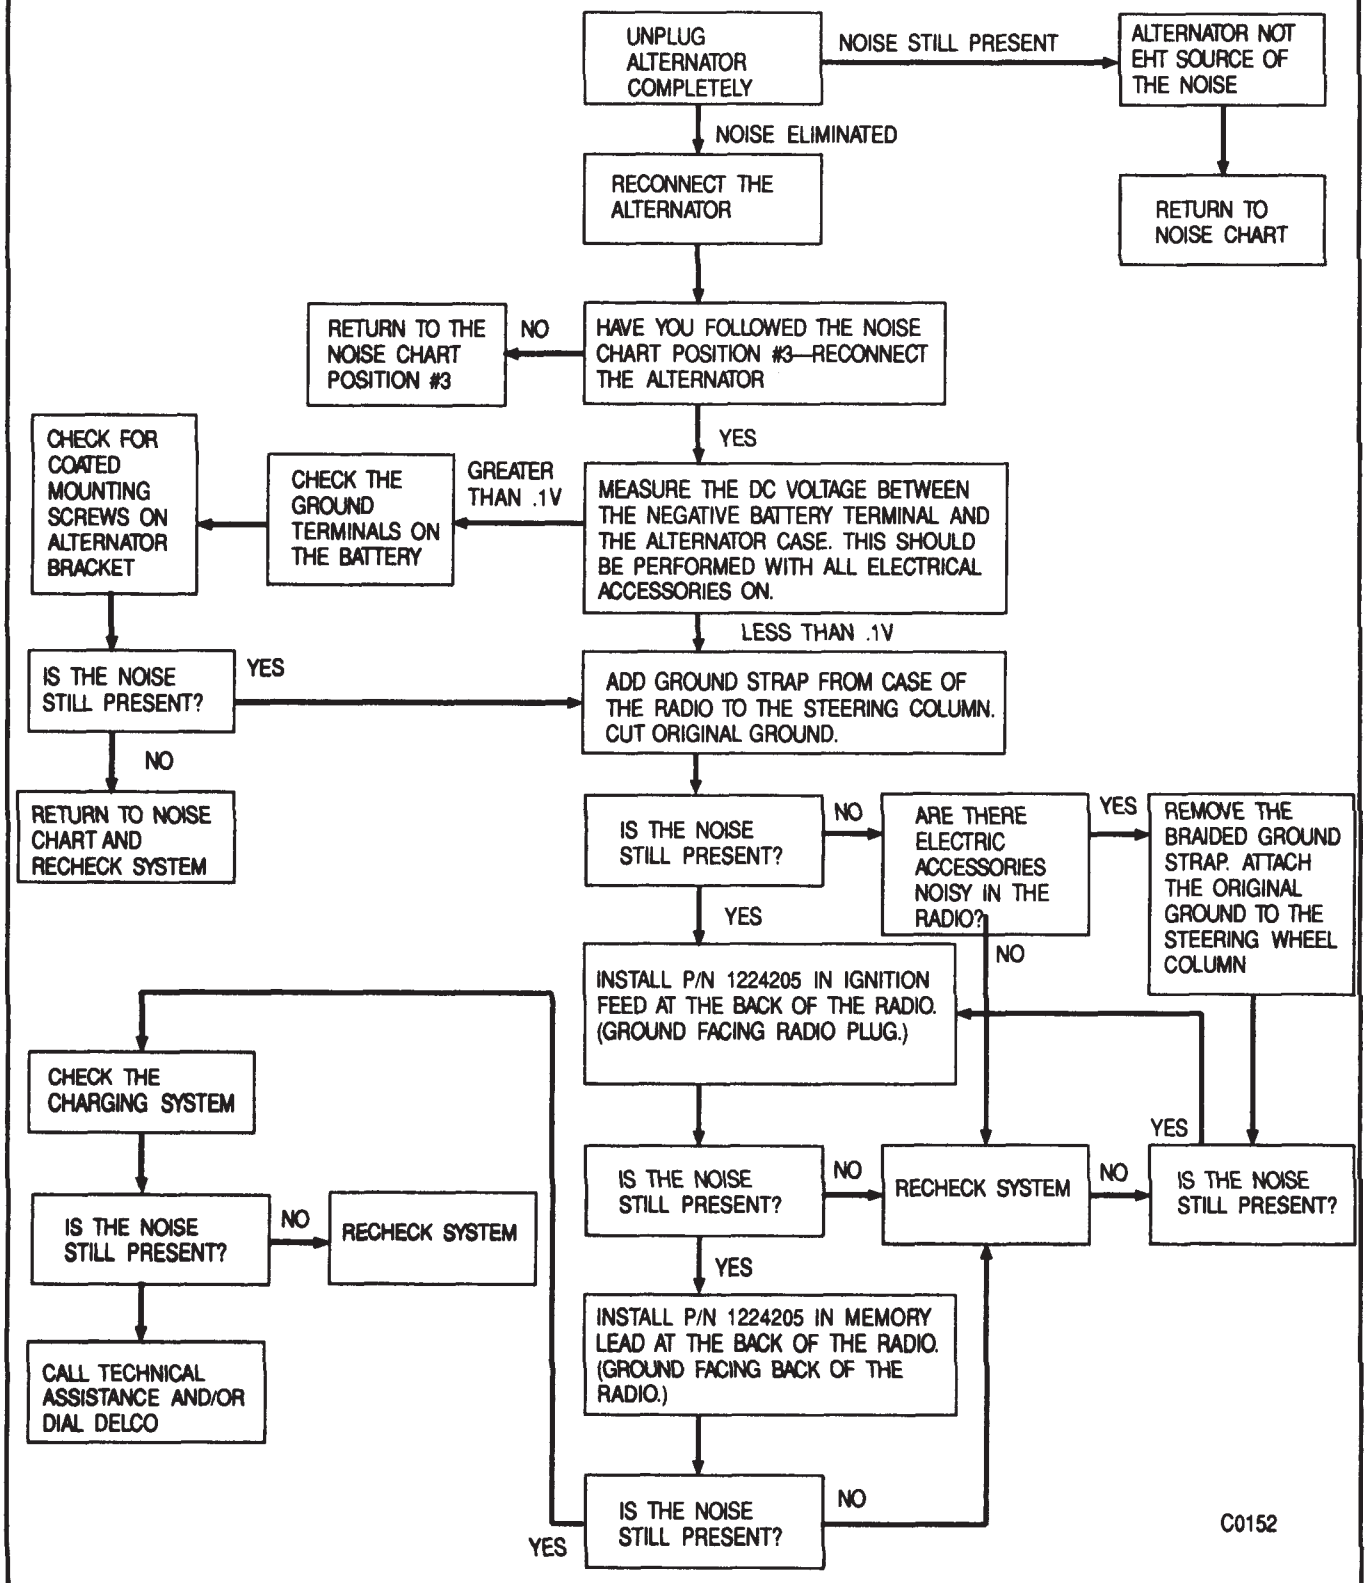 UNPLUG
ALTERNATOR
COMPLETELY
NOISE STILL PRESENT
ALTERNATOR NOT
EHT SOURCE OF
THE NOISE
NOISE ELIMINATED
RECONNECT THE
ALTERNATOR
RETURN TO
NOISE CHART
RETURN TO THE
NOISE CHART
POSITION #3
NO
HAVE YOU FOLLOWED THE NOISE
CHART POSITION #3—RECONNECT
THE ALTERNATOR
YES
CHECK FOR
COATED
MOUNTING
SCREWS ON
ALTERNATOR
BRACKET
CHECK THE
GROUND
TERMINALS ON
THE BATTERY
GREATER
THAN .1V
MEASURE THE DC VOLTAGE BETWEEN
THE NEGATIVE BATTERY TERMINAL AND
THE ALTERNATOR CASE. THIS SHOULD
BE PERFORMED WITH ALL ELECTRICAL
ACCESSORIES ON.
LESS THAN .1V
IS THE NOISE
STILL PRESENT?
YES
ADD GROUND STRAP FROM CASE OF
THE RADIO TO THE STEERING COLUMN.
CUT ORIGINAL GROUND.
NO
RETURN TO NOISE
CHART AND
RECHECK SYSTEM
IS THE NOISE
STILL PRESENT?
NO
ARE THERE
ELECTRIC
ACCESSORIES
NOISY IN THE
RADIO?
YES
REMOVE THE
BRAIDED GROUND
STRAP. ATTACH
THE ORIGINAL
GROUND TO THE
STEERING WHEEL
COLUMN
YES
NO
INSTALL P/N 1224205 IN IGNITION
FEED AT THE BACK OF THE RADIO.
(GROUND FACING RADIO PLUG.)
CHECK THE
CHARGING SYSTEM
YES
IS THE NOISE
STILL PRESENT?
NO
RECHECK SYSTEM
NO
IS THE NOISE
STILL PRESENT?
IS THE NOISE
STILL PRESENT?
NO
RECHECK SYSTEM
YES
INSTALL P/N 1224205 IN MEMORY
LEAD AT THE BACK OF THE RADIO.
(GROUND FACING BACK OF THE
RADIO.)
CALL TECHNICAL
ASSISTANCE AND/OR
DIAL DELCO
IS THE NOISE
STILL PRESENT?
NO
YES
C0152